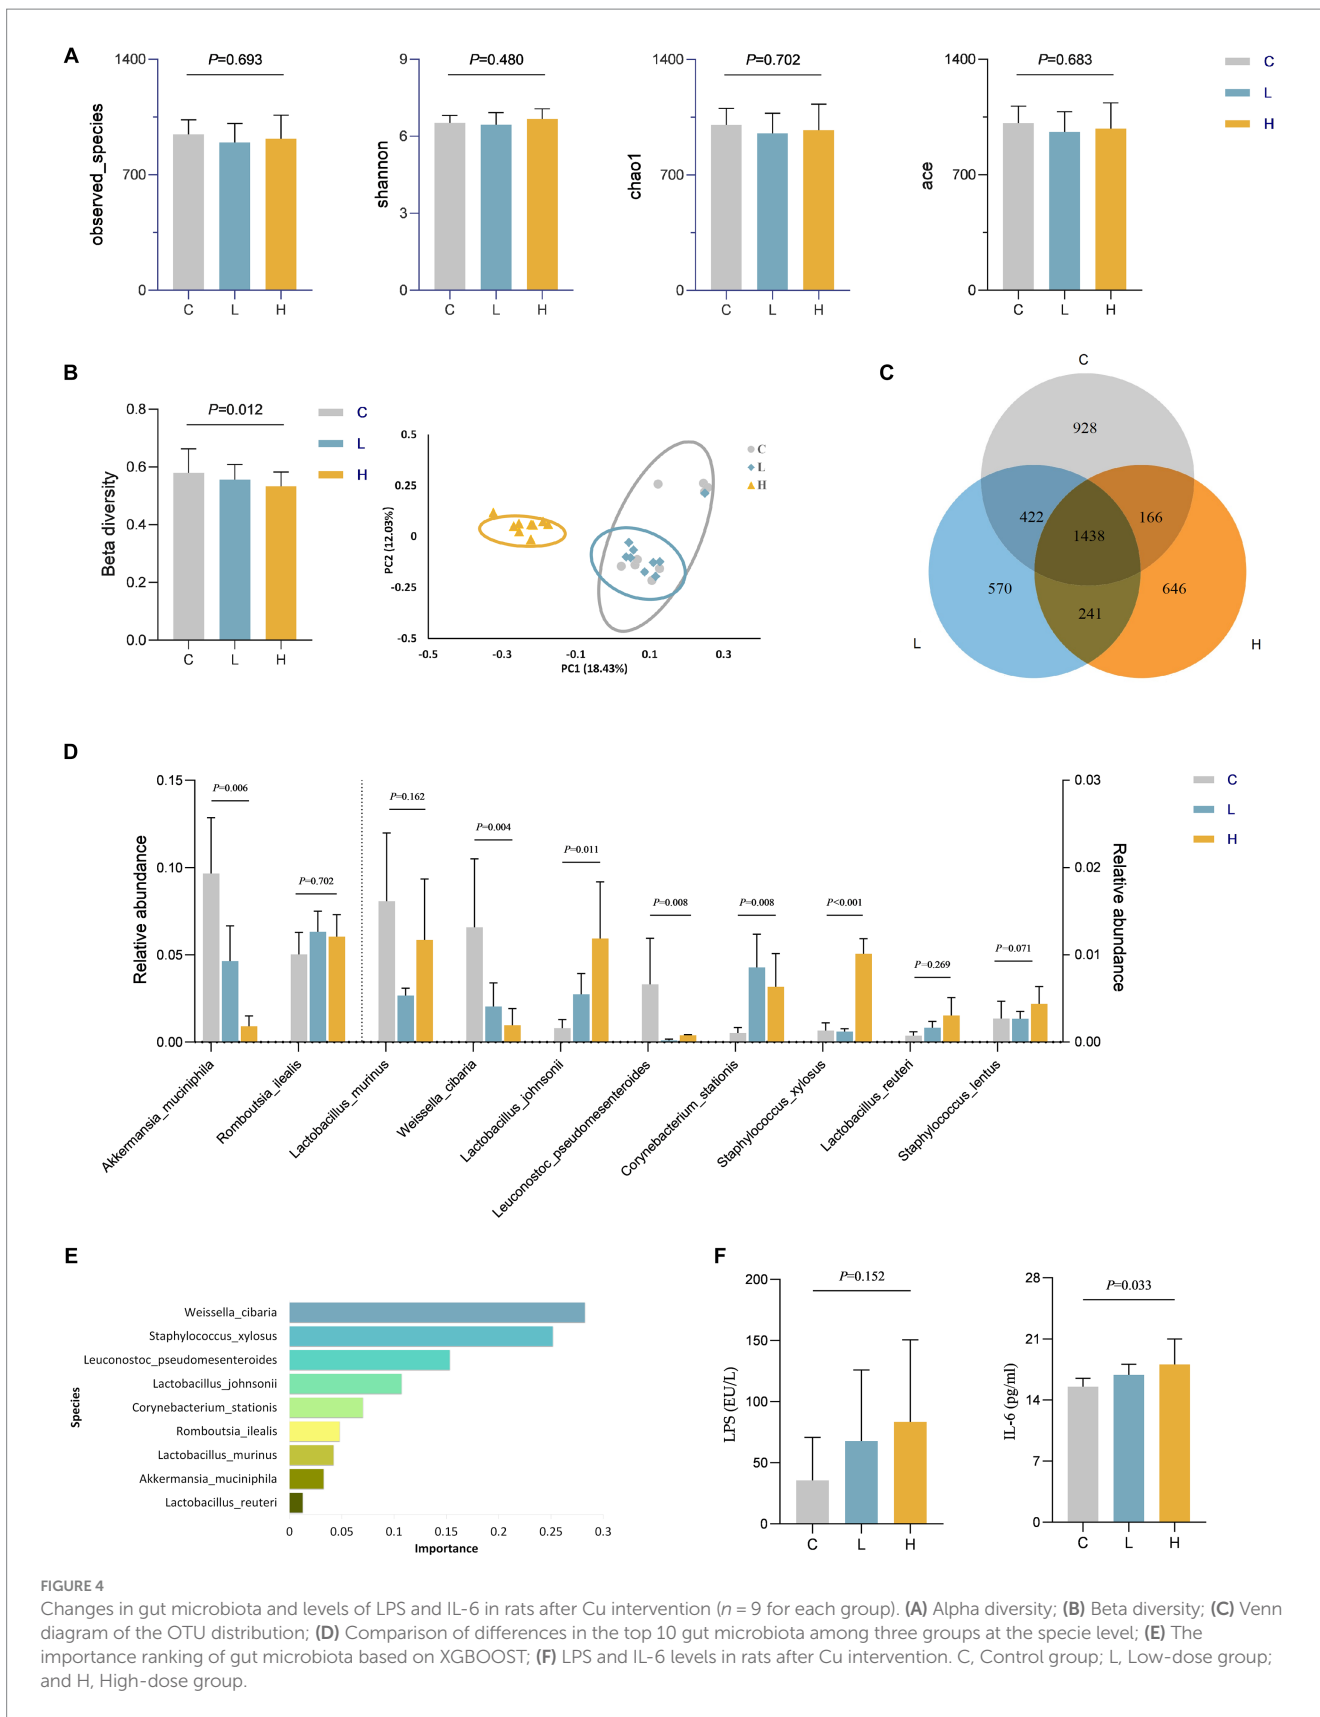 A
P=0.693
P=0.480
P=0.702
P=0.683
C
L
H
1400
700
0
observed_species
C L H
9
6
3
0
shannon
C L H
1400
700
0
chao1
C L H
1400
700
0
ace
C L H
B
P=0.012
C
L
H
0.8
0.6
0.4
0.2
0.0
Beta diversity
C L H
0.5
0.25
0
-0.25
-0.5
PC2 (12.03%)
-0.5 -0.3 -0.1 0.1 0.3
PC1 (18.43%)
C
L
H
C
C
928
422
1438
166
570
241
646
L
H
D
0.15
0.10
0.05
0.00
Relative abundance
P=0.006
P=0.702
P=0.162
P=0.004
P=0.011
P=0.008
P=0.008
P<0.001
P=0.269
P=0.071
0.03
0.02
0.01
0.00
Relative abundance
C
L
H
Akkermansia_muciniphila
Romboutsia_ilealis
Lactobacillus_murinus
Weissella_cibaria
Lactobacillus_johnsonii
Leuconostoc_pseudomesenteroides
Corynebacterium_stationis
Staphylococcus_xylosus
Lactobacillus_reuteri
Staphylococcus_lentus
E
Species
Weissella_cibaria
Staphylococcus_xylosus
Leuconostoc_pseudomesenteroides
Lactobacillus_johnsonii
Corynebacterium_stationis
Romboutsia_ilealis
Lactobacillus_murinus
Akkermansia_muciniphila
Lactobacillus_reuteri
0 0.05 0.1 0.15 0.2 0.25 0.3
Importance
F
P=0.152
200
150
100
50
0
LPS (EU/L)
C L H
P=0.033
28
21
14
7
0
IL-6 (pg/ml)
C L H
FIGURE 4
Changes in gut microbiota and levels of LPS and IL-6 in rats after Cu intervention (n = 9 for each group). (A) Alpha diversity; (B) Beta diversity; (C) Venn
diagram of the OTU distribution; (D) Comparison of differences in the top 10 gut microbiota among three groups at the specie level; (E) The
importance ranking of gut microbiota based on XGBOOST; (F) LPS and IL-6 levels in rats after Cu intervention. C, Control group; L, Low-dose group;
and H, High-dose group.